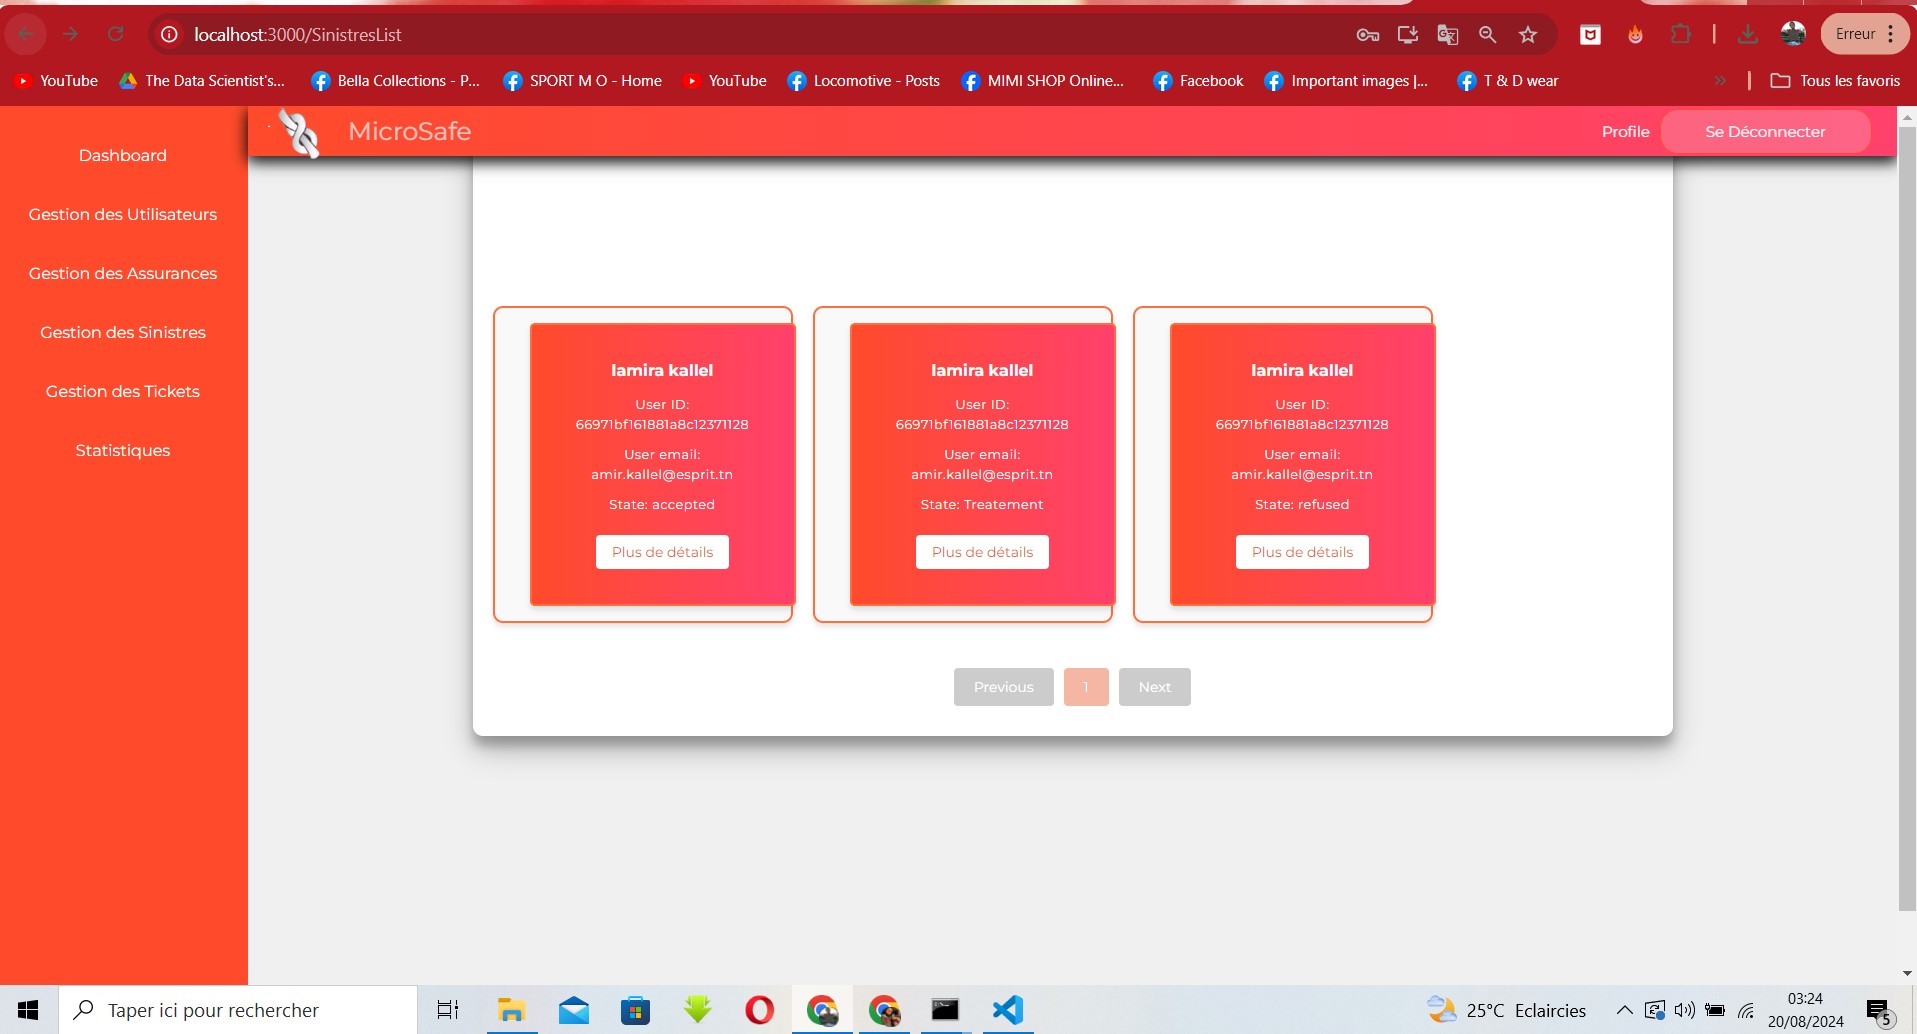 localhost:3000/SinistresList
Erreur
YouTube
The Data Scientist's...
Bella Collections - P...
SPORT M O - Home
YouTube
Locomotive - Posts
MIMI SHOP Online...
Facebook
Important images |...
T & D wear
»
Tous les favoris
MicroSafe
Profile
Se Déconnecter
Dashboard
Gestion des Utilisateurs
Gestion des Assurances
Gestion des Sinistres
Gestion des Tickets
Statistiques
lamira kallel
User ID:
66971bf161881a8c12371128
User email:
amir.kallel@esprit.tn
State: accepted
Plus de détails
lamira kallel
User ID:
66971bf161881a8c12371128
User email:
amir.kallel@esprit.tn
State: Treatement
Plus de détails
lamira kallel
User ID:
66971bf161881a8c12371128
User email:
amir.kallel@esprit.tn
State: refused
Plus de détails
Previous
1
Next
Taper ici pour rechercher
25°C Eclaircies
03:24
20/08/2024
5